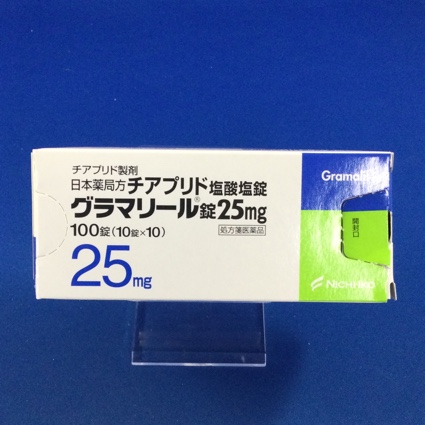 チアプリド製剤
日本薬局方チアプリド塩酸塩錠
グラマリール®錠25mg
100錠(10錠×10)
処方箋医薬品
25mg
開封口